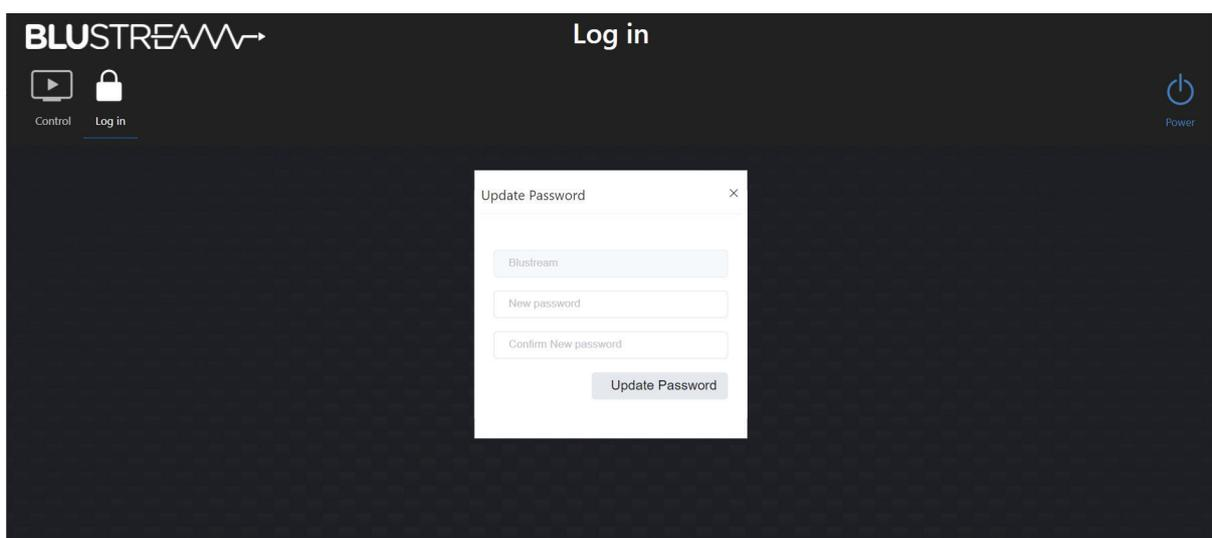 BLUSTREAM
Log in
Control
Log in
Power
Update Password
Blustream
New password
Confirm New password
Update Password